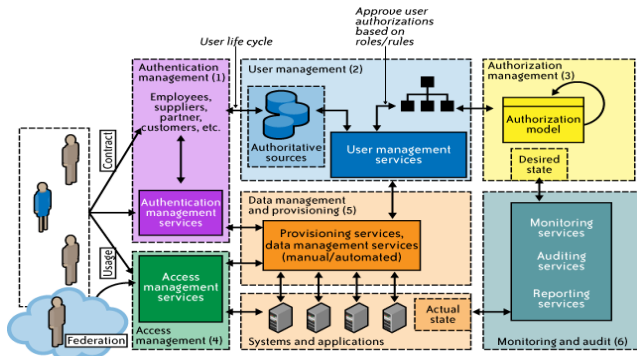 Approve user
authorizations
based on
roles/rules
User life cycle
Authentication
management (1)
Employees,
suppliers,
partner,
customers, etc.
Authentication
management
services
User management (2)
Authoritative
sources
User management
services
Authorization
management (3)
Authorization
model
Desired
state
Contract
Usage
Federation
Data management
and provisioning (5)
Provisioning services,
data management services
(manual/automated)
Access
management
services
Access
management (4)
Actual
state
Systems and applications
Monitoring
services
Auditing
services
Reporting
services
Monitoring and audit (6)